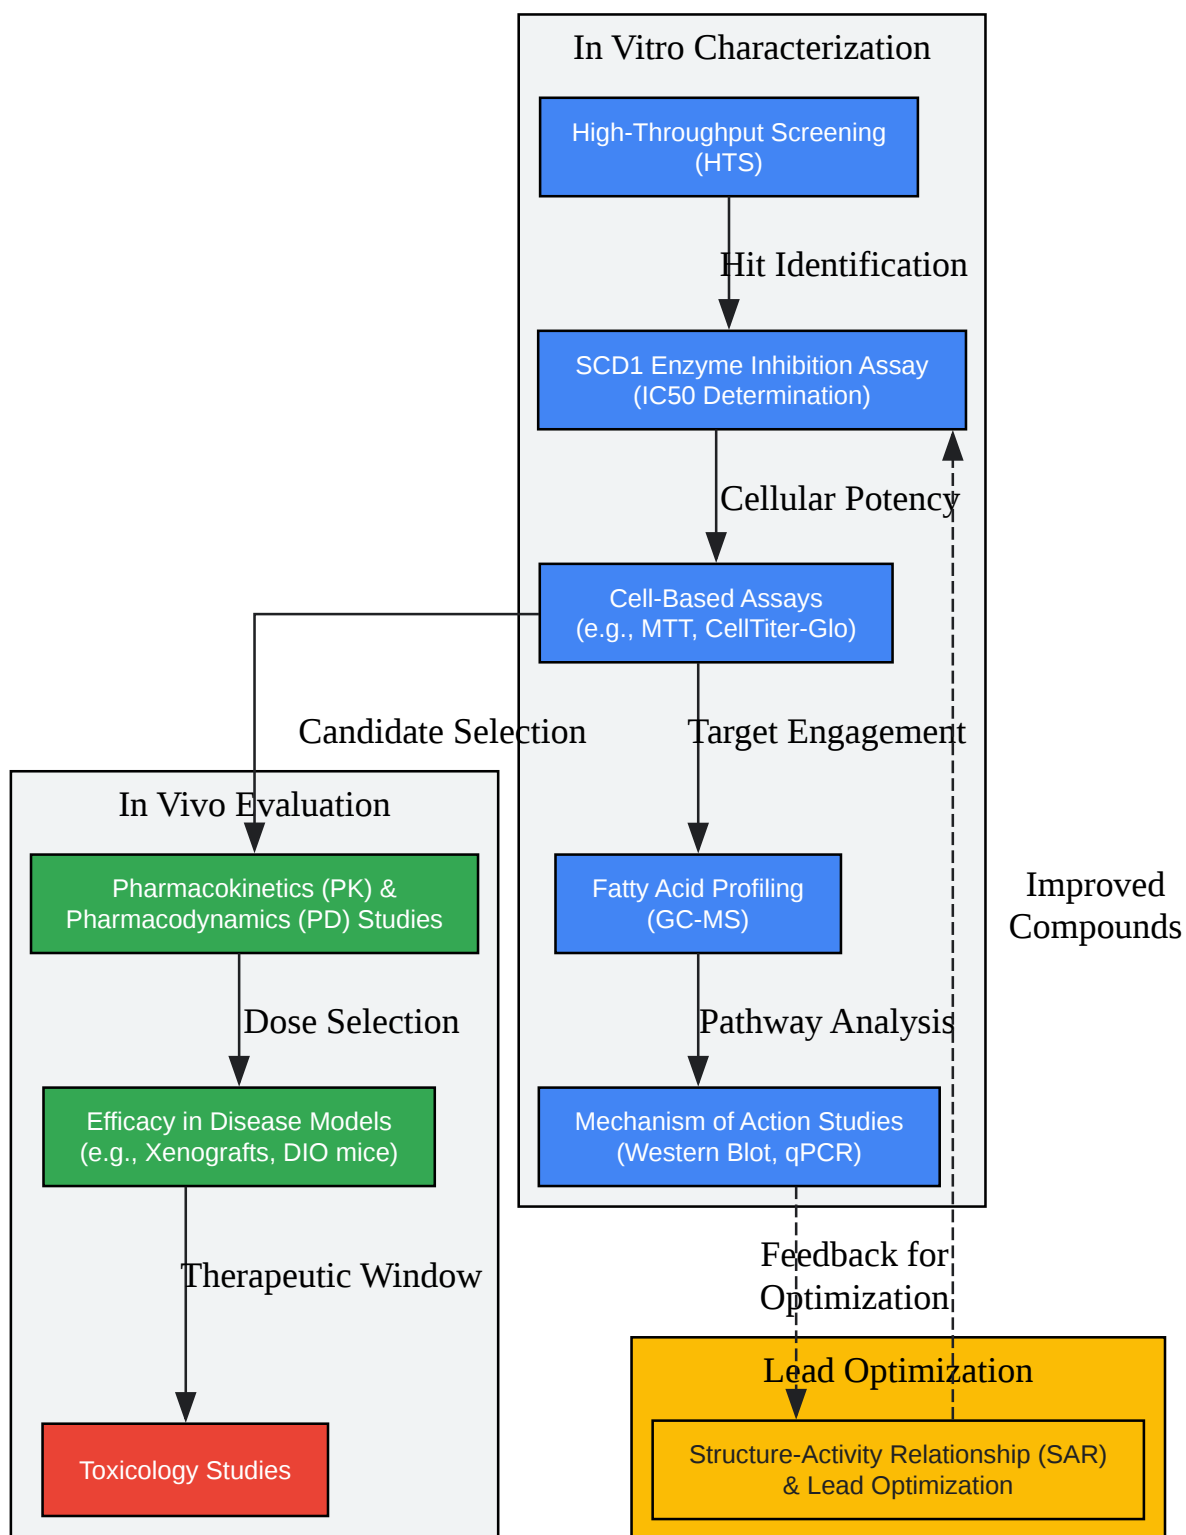 In Vitro Characterization
High-Throughput Screening
(HTS)
Hit Identification
SCD1 Enzyme Inhibition Assay
(IC50 Determination)
Cellular Potency
Cell-Based Assays
(e.g., MTT, CellTiter-Glo)
Candidate Selection
Target Engagement
In Vivo Evaluation
Pharmacokinetics (PK) &
Pharmacodynamics (PD) Studies
Fatty Acid Profiling
(GC-MS)
Improved
Compounds
Dose Selection
Pathway Analysis
Efficacy in Disease Models
(e.g., Xenografts, DIO mice)
Mechanism of Action Studies
(Western Blot, qPCR)
Therapeutic Window
Feedback for
Optimization
Lead Optimization
Toxicology Studies
Structure-Activity Relationship (SAR)
& Lead Optimization